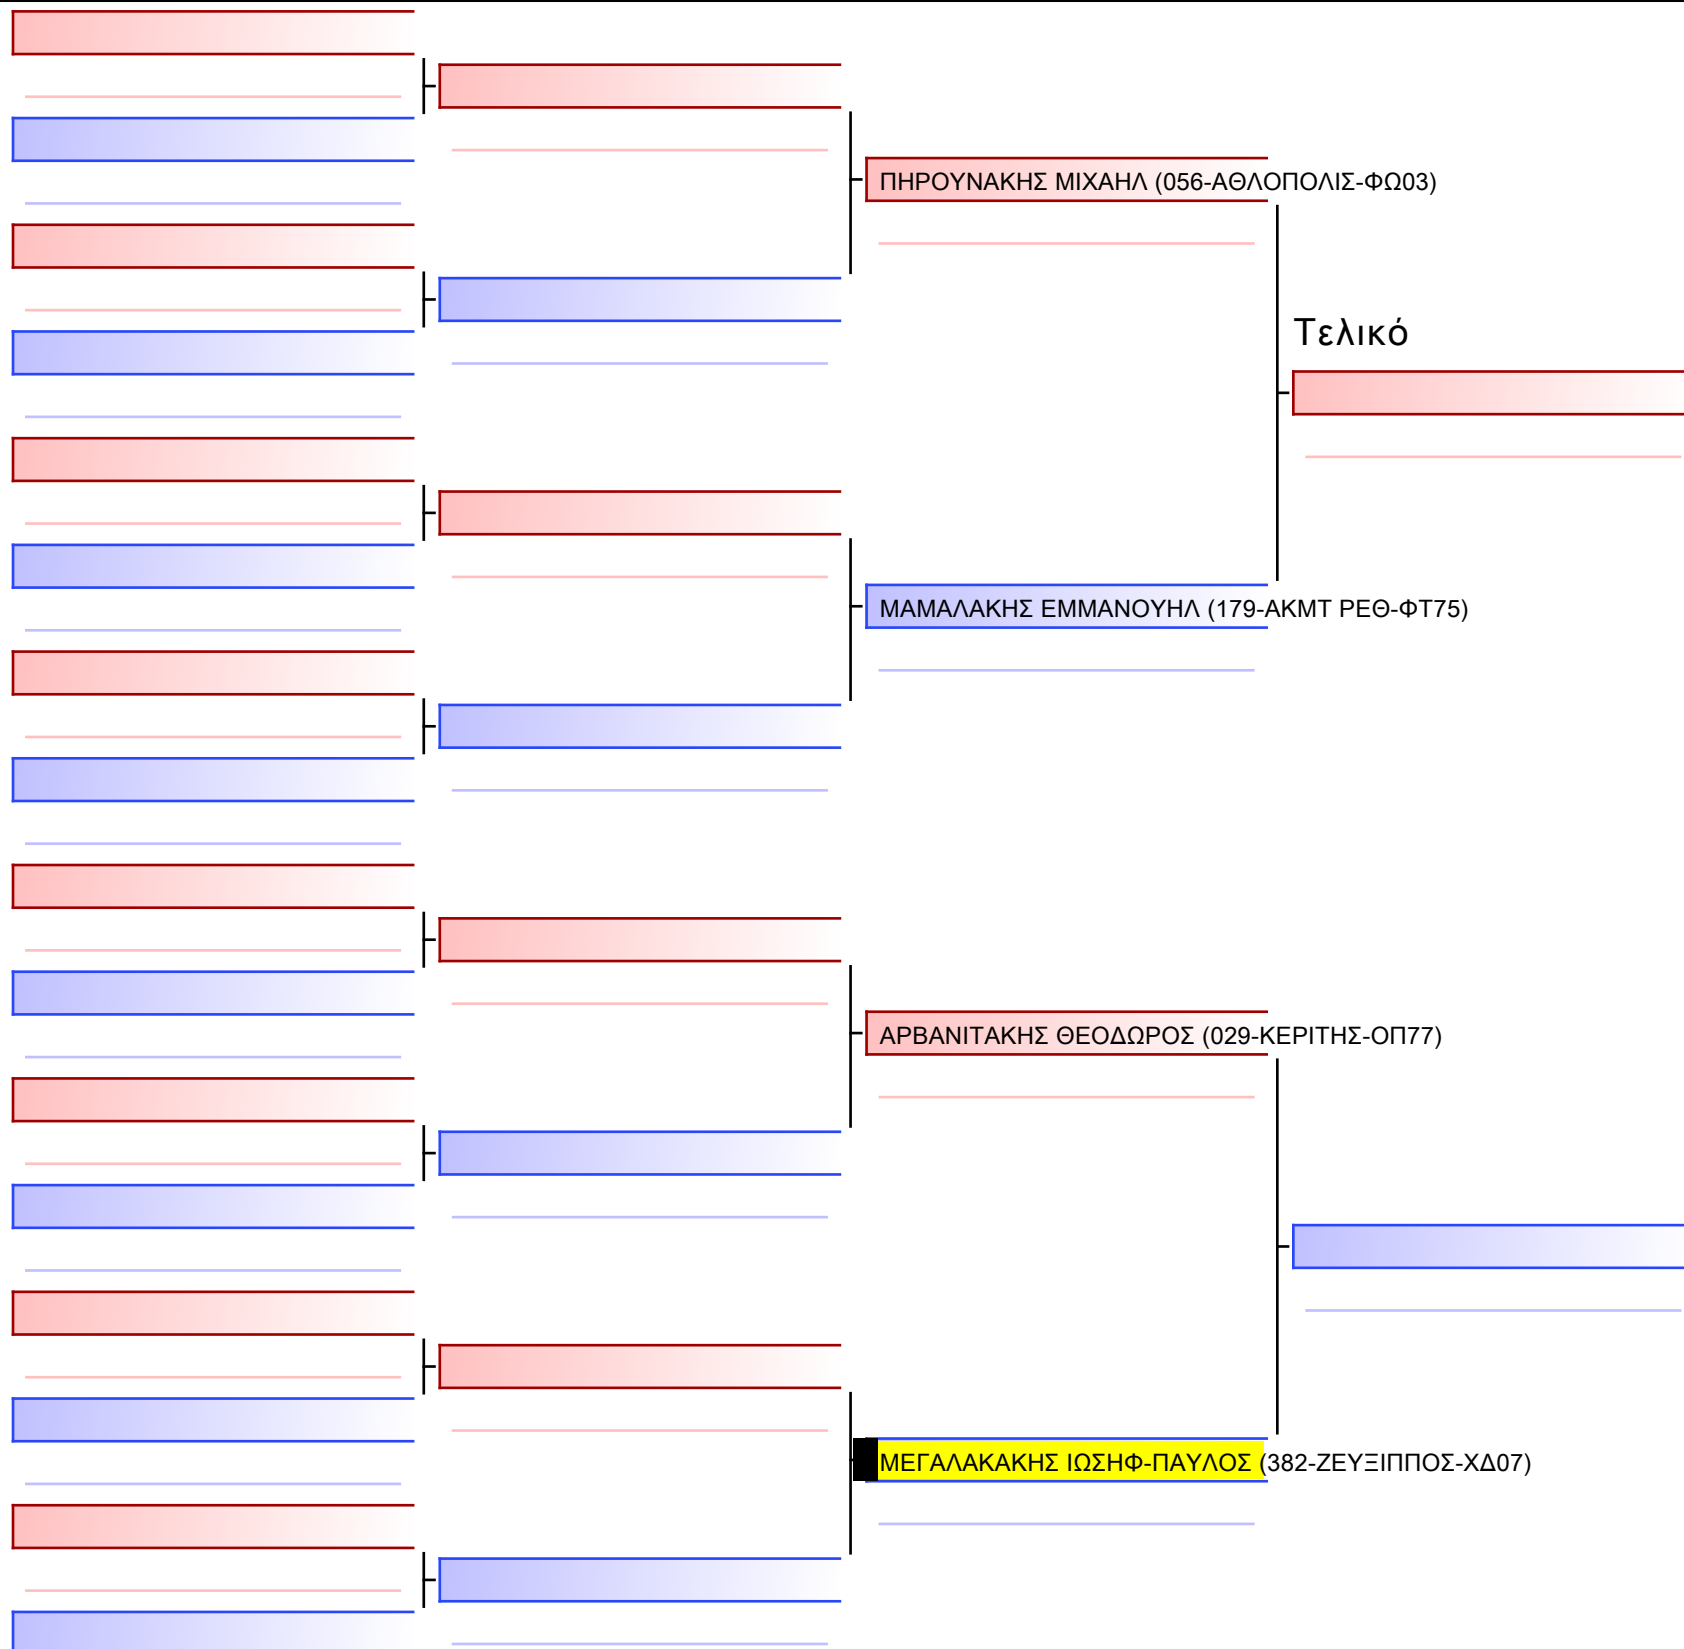 ΠΗΡΟΥΝΑΚΗΣ ΜΙΧΑΗΛ (056-ΑΘΛΟΠΟΛΙΣ-ΦΩ03)
Τελικό
ΜΑΜΑΛΑΚΗΣ ΕΜΜΑΝΟΥΗΛ (179-ΑΚΜΤ ΡΕΘ-ΦΤ75)
ΑΡΒΑΝΙΤΑΚΗΣ ΘΕΟΔΩΡΟΣ (029-ΚΕΡΙΤΗΣ-ΟΠ77)
ΜΕΓΑΛΑΚΑΚΗΣ ΙΩΣΗΦ-ΠΑΥΛΟΣ (382-ΖΕΥΞΙΠΠΟΣ-ΧΔ07)